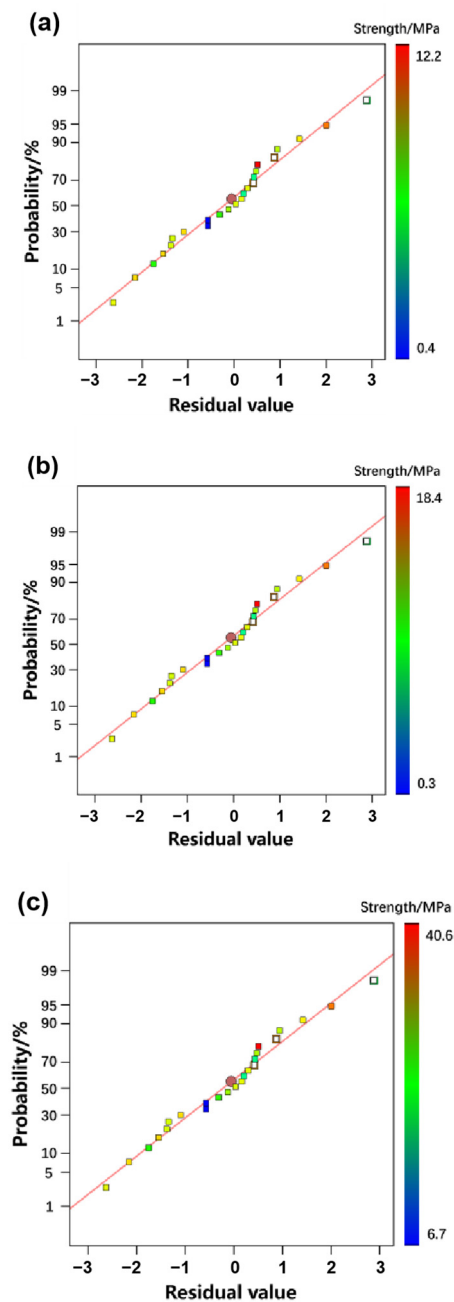 (a)
Strength/MPa
12.2
99
95
90
70
50
30
10
5
1
Probability/%
0.4
−3 −2 −1 0 1 2 3
Residual value
(b)
Strength/MPa
18.4
99
95
90
70
50
30
10
5
1
Probability/%
0.3
−3 −2 −1 0 1 2 3
Residual value
(c)
Strength/MPa
40.6
99
95
90
70
50
30
10
5
1
Probability/%
6.7
−3 −2 −1 0 1 2 3
Residual value